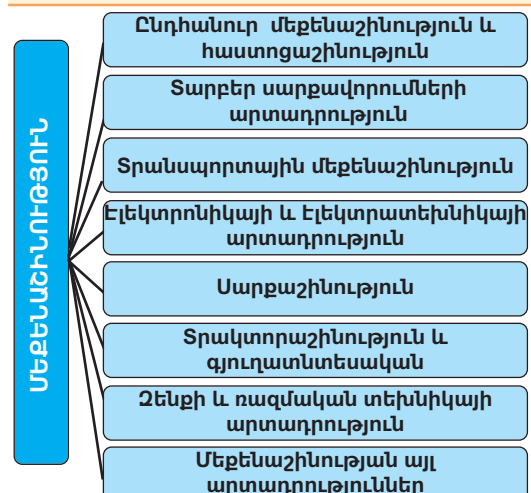 ՄԵՔԵՆԱՇԻՆՈՒԹՅՈՒՆ
Ընդհանուր մեքենաշինություն և
հաստոցաշինություն
Տարբեր սարքավորումների
արտադրություն
Տրանսպորտային մեքենաշինություն
Էլեկտրոնիկայի և էլեկտրատեխնիկայի
արտադրություն
Սարքաշինություն
Տրակտորաշինություն և
գյուղատնտեսական
Զենքի և ռազմական տեխնիկայի
արտադրություն
Մեքենաշինության այլ
արտադրություններ